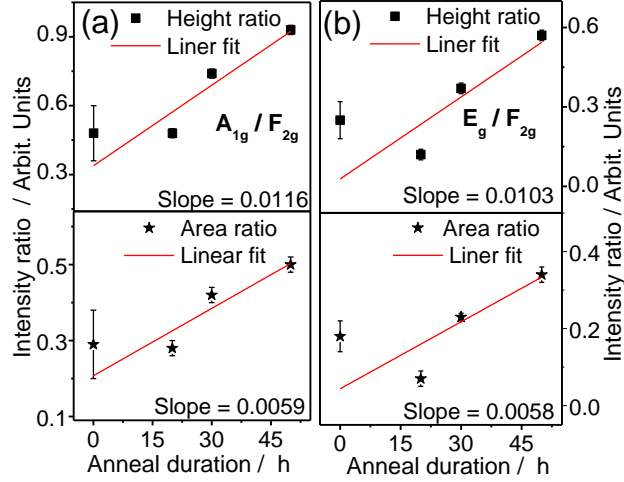 (a)
Height ratio
Liner fit
A1g / F2g
Slope = 0.0116
0.9
0.6
0.3
(b)
Height ratio
Liner fit
Eg / F2g
Slope = 0.0103
0.6
0.3
0.0
Area ratio
Linear fit
Slope = 0.0059
0.5
0.3
0.1
Area ratio
Liner fit
Slope = 0.0058
0.4
0.2
0.0
Intensity ratio / Arbit. Units
Intensity ratio / Arbit. Units
0 15 30 45
0 15 30 45
Anneal duration / h
Anneal duration / h